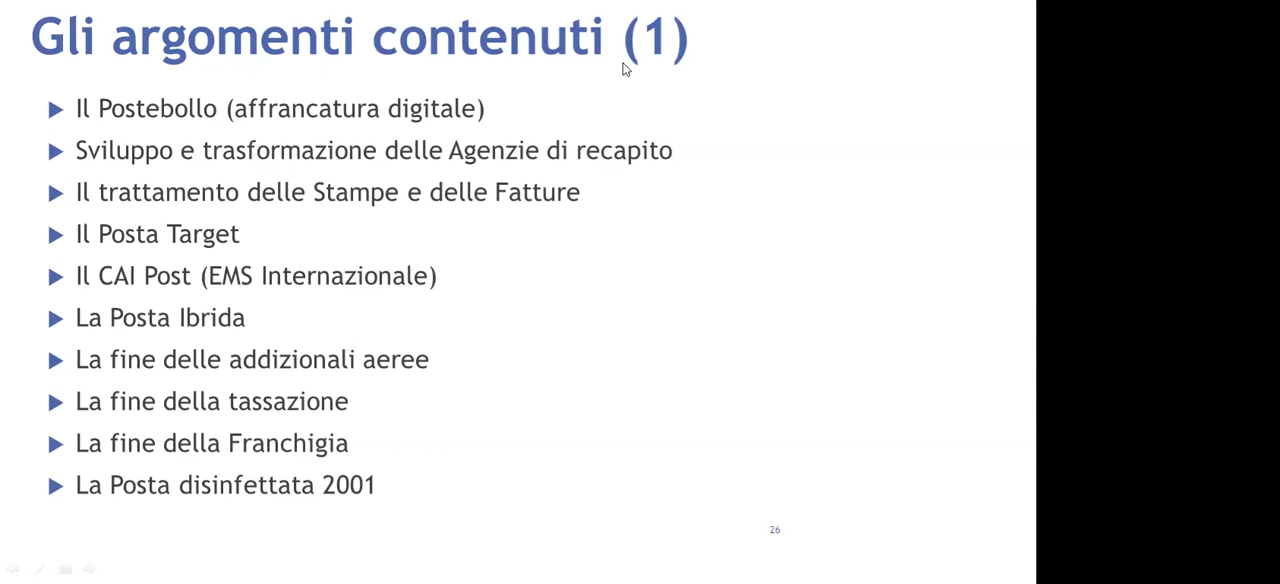 Gli argomenti contenuti (1)
Il Postebollo (affrancatura digitale)
Sviluppo e trasformazione delle Agenzie di recapito
Il trattamento delle Stampe e delle Fatture
Il Posta Target
Il CAI Post (EMS Internazionale)
La Posta Ibrida
La fine delle addizionali aeree
La fine della tassazione
La fine della Franchigia
La Posta disinfettata 2001
26